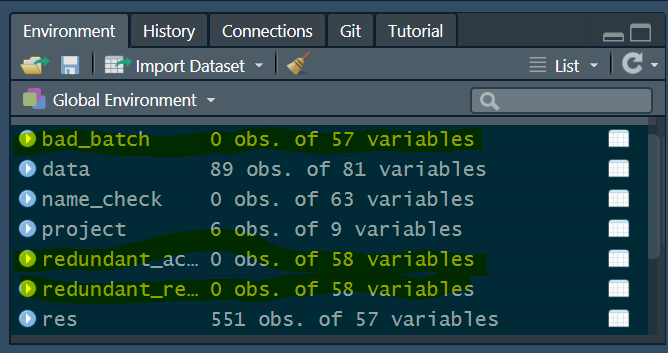 Environment History Connections Git Tutorial
Import Dataset List
Global Environment
bad_batch 0 obs. of 57 variables
data 89 obs. of 81 variables
name_check 0 obs. of 63 variables
project 6 obs. of 9 variables
redundant_ac… 0 obs. of 58 variables
redundant_re… 0 obs. of 58 variables
res 551 obs. of 57 variables